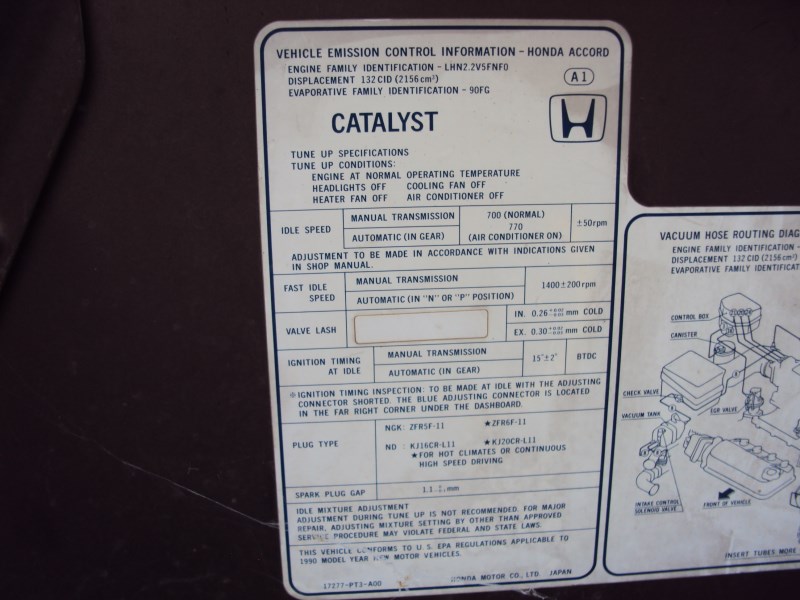 VEHICLE EMISSION CONTROL INFORMATION - HONDA ACCORD
ENGINE FAMILY IDENTIFICATION - LHN2.2V5FNF0
DISPLACEMENT 132 CID (2156 cm³)
EVAPORATIVE FAMILY IDENTIFICATION - 90FG
A1
CATALYST
TUNE UP SPECIFICATIONS
TUNE UP CONDITIONS:
ENGINE AT NORMAL OPERATING TEMPERATURE
HEADLIGHTS OFF COOLING FAN OFF
HEATER FAN OFF AIR CONDITIONER OFF
IDLE SPEED
MANUAL TRANSMISSION
AUTOMATIC (IN GEAR)
700 (NORMAL)
770
(AIR CONDITIONER ON)
±50rpm
ADJUSTMENT TO BE MADE IN ACCORDANCE WITH INDICATIONS GIVEN
IN SHOP MANUAL.
FAST IDLE
SPEED
MANUAL TRANSMISSION
AUTOMATIC (IN "N" OR "P" POSITION)
1400±200rpm
VALVE LASH
IN. 0.26 mm COLD
EX. 0.30 mm COLD
IGNITION TIMING
AT IDLE
MANUAL TRANSMISSION
AUTOMATIC (IN GEAR)
15°±2°
BTDC
※IGNITION TIMING INSPECTION: TO BE MADE AT IDLE WITH THE ADJUSTING
CONNECTOR SHORTED. THE BLUE ADJUSTING CONNECTOR IS LOCATED
IN THE FAR RIGHT CORNER UNDER THE DASHBOARD.
PLUG TYPE
NGK: ZFR5F-11 ★ZFR6F-11
ND : KJ16CR-L11 ★KJ20CR-L11
★FOR HOT CLIMATES OR CONTINUOUS
HIGH SPEED DRIVING
SPARK PLUG GAP
1.1 mm
IDLE MIXTURE ADJUSTMENT
ADJUSTMENT DURING TUNE UP IS NOT RECOMMENDED. FOR MAJOR
REPAIR, ADJUSTING MIXTURE SETTING BY OTHER THAN APPROVED
SERVICE PROCEDURE MAY VIOLATE FEDERAL AND STATE LAWS.
THIS VEHICLE CONFORMS TO U.S. EPA REGULATIONS APPLICABLE TO
1990 MODEL YEAR NEW MOTOR VEHICLES.
17277-PT3-A00
HONDA MOTOR CO., LTD. JAPAN
VACUUM HOSE ROUTING DIAG
ENGINE FAMILY IDENTIFICATION -
DISPLACEMENT 132 CID (2156 cm³)
EVAPORATIVE FAMILY IDENTIFICAT
CONTROL BOX
CANISTER
CHECK VALVE
VACUUM TANK
EGR VALVE
INTAKE CONTROL
SOLENOID VALVE
FRONT OF VEHICLE
INSERT TUBES MORE